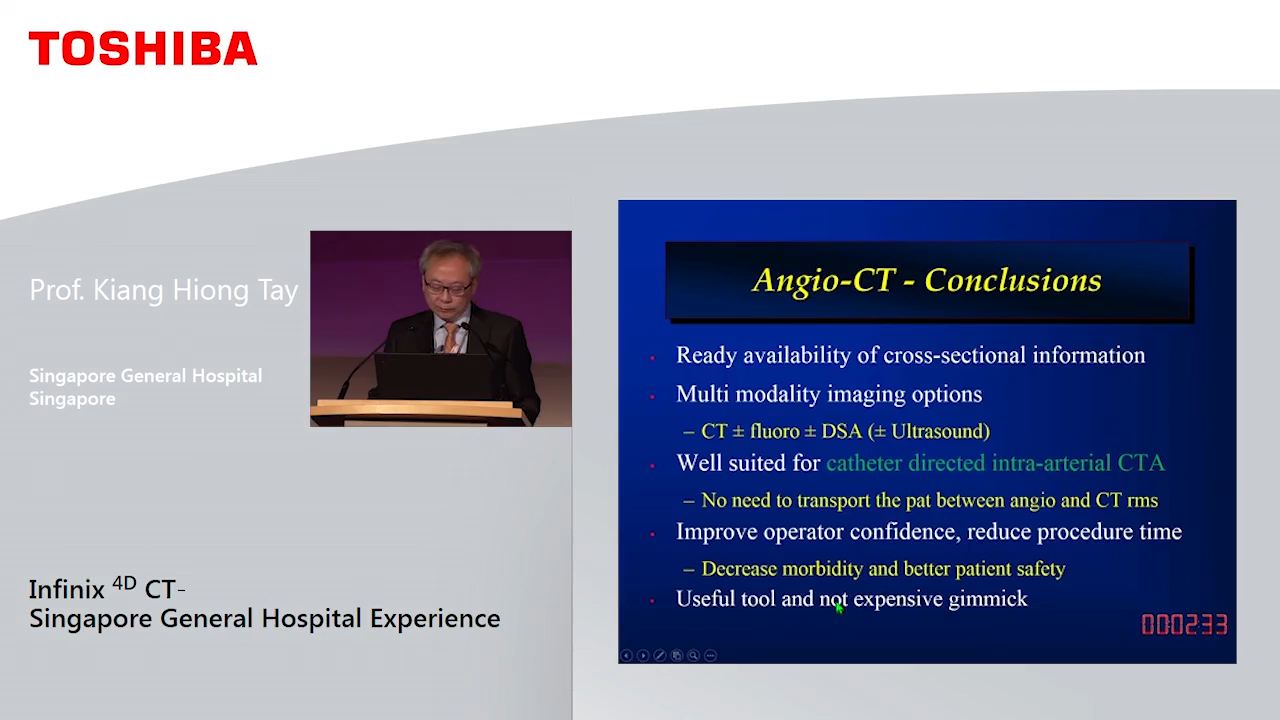 TOSHIBA
Prof. Kiang Hiong Tay
Singapore General Hospital
Singapore
Infinix 4D CT-
Singapore General Hospital Experience
Angio-CT - Conclusions
Ready availability of cross-sectional information
Multi modality imaging options
– CT ± fluoro ± DSA (± Ultrasound)
Well suited for catheter directed intra-arterial CTA
– No need to transport the pat between angio and CT rms
Improve operator confidence, reduce procedure time
– Decrease morbidity and better patient safety
Useful tool and not expensive gimmick
00:02:33